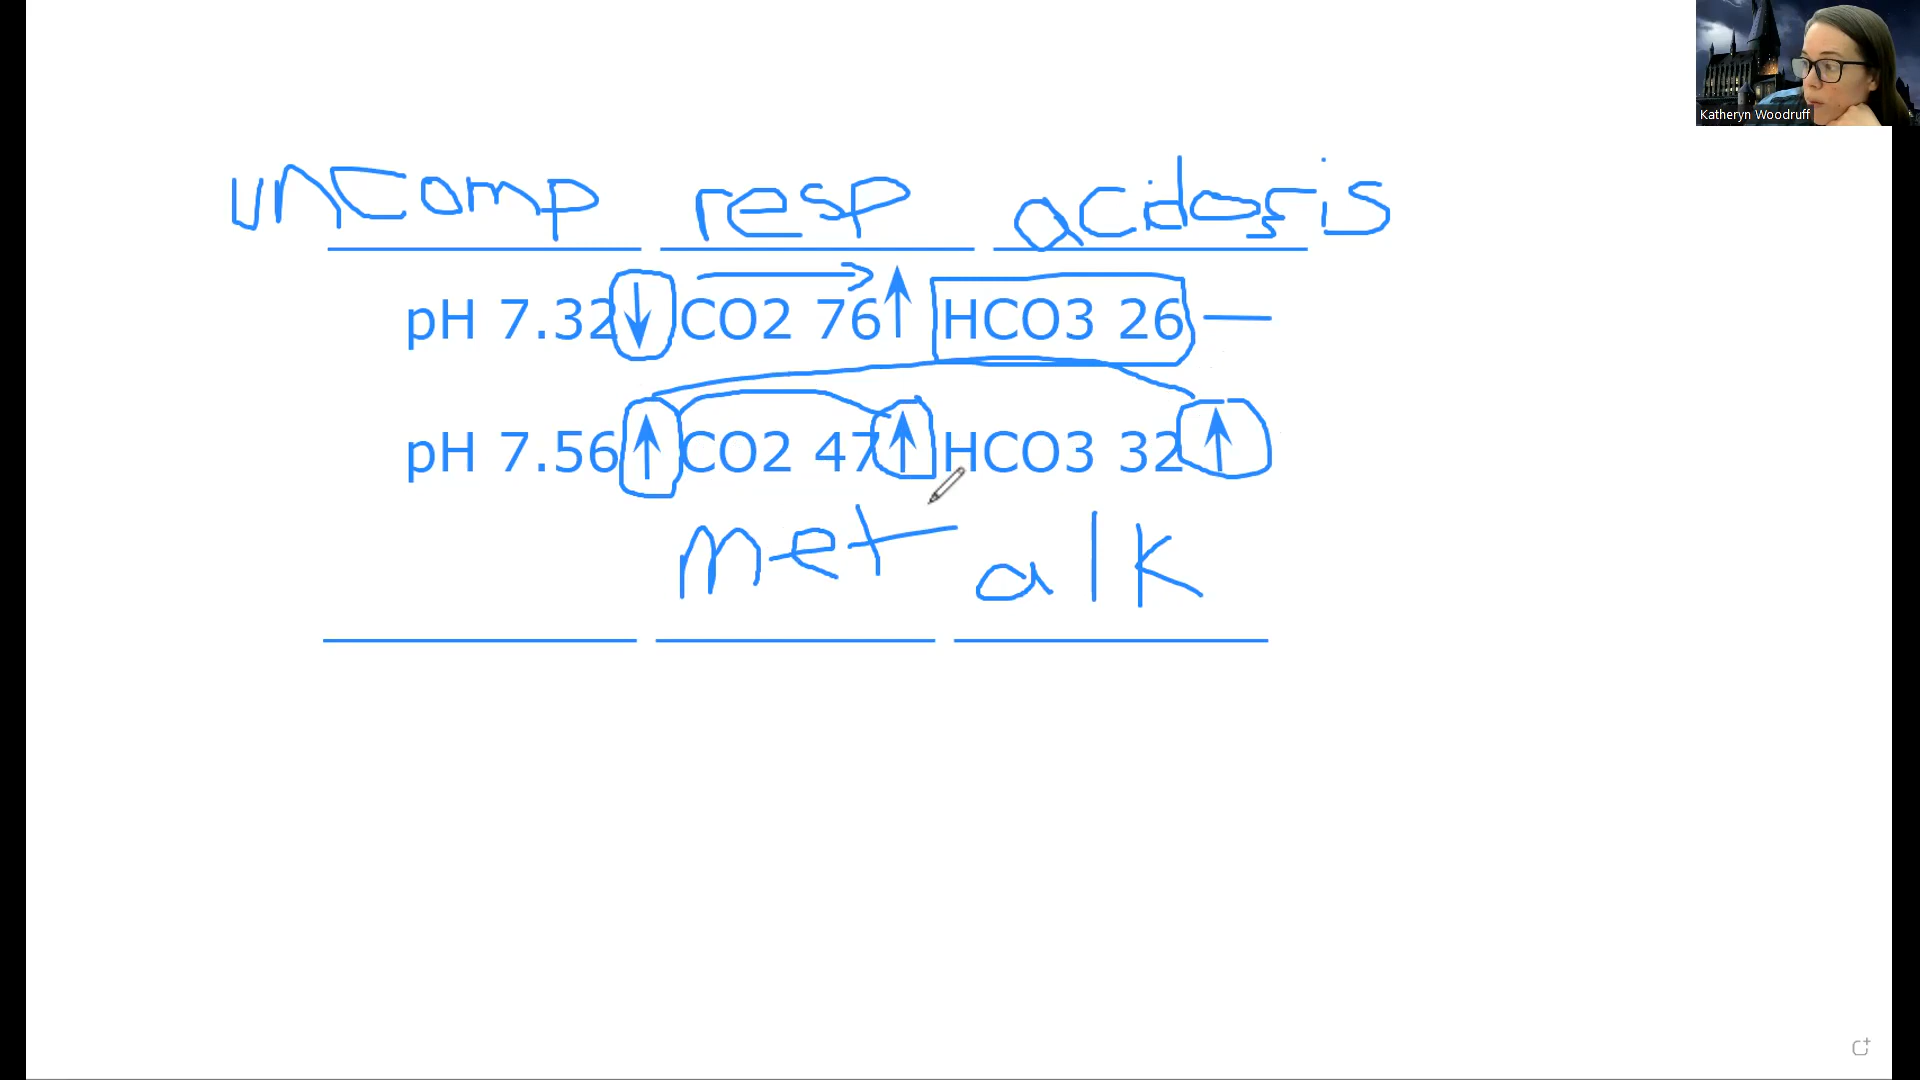 Katheryn Woodruff
uncomp resp acidosis
pH 7.32 ↓ CO2 76 ↑ HCO3 26 —
pH 7.56 ↑ CO2 47 ↑ HCO3 32 ↑
met alk